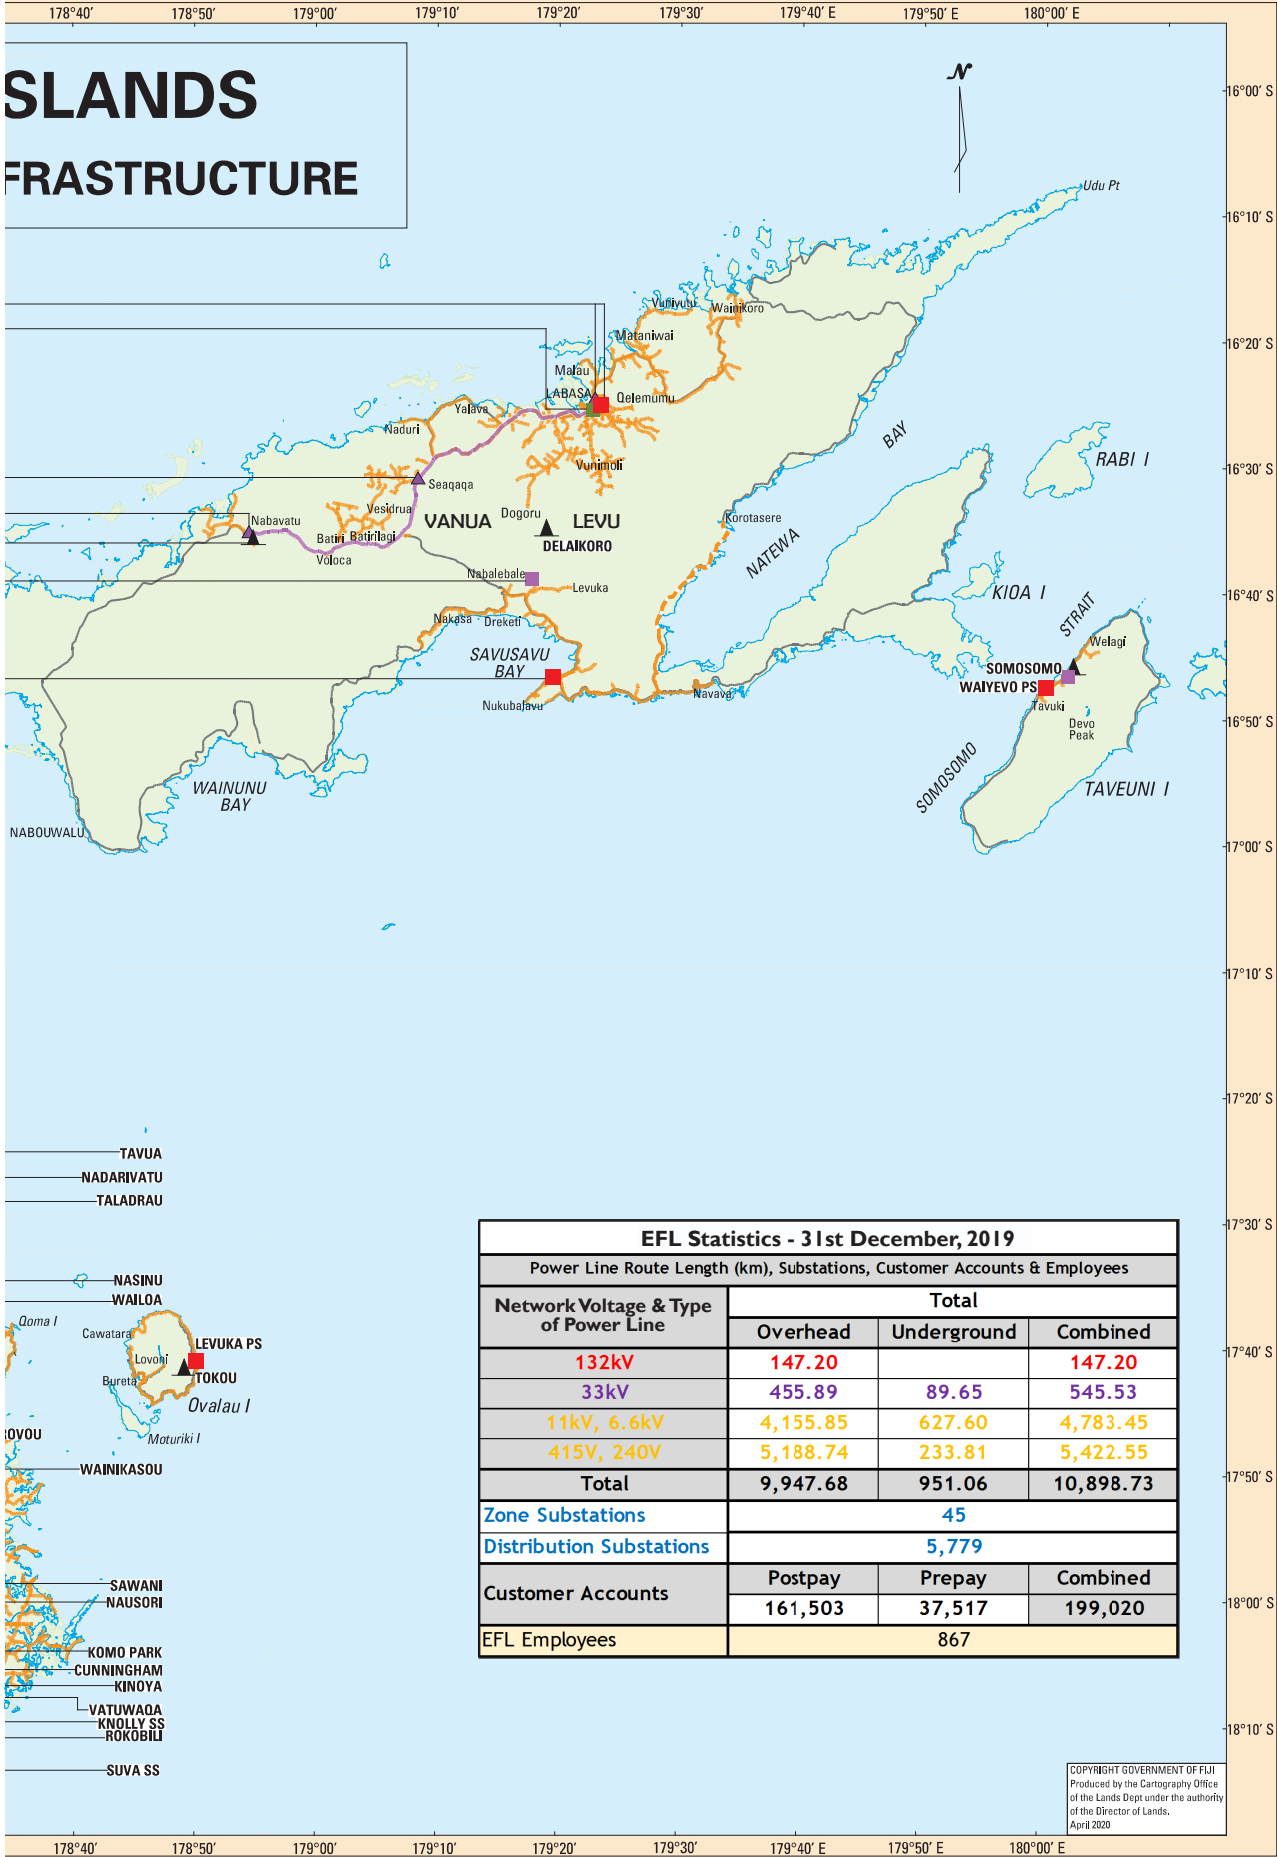 178°40′ 178°50′ 179°00′ 179°10′ 179°20′ 179°30′ 179°4′ E 179°50′ E 180°00′ E
SLANDS
FRASTRUCTURE
N
16°00′ S
16°10′ S
16°20′ S
16°30′ S
16°40′ S
16°50′ S
17°00′ S
17°10′ S
17°20′ S
17°30′ S
17°40′ S
17°50′ S
18°00′ S
18°10′ S
Udu Pt
Vuniyutu
Wainikoro
Mataniwai
Malau
LABASA
Qelemumu
Yalava
Naduri
Vunimoli
Seaqaqa
Vesidrua
Nabavatu
Batiri
Batirilagi
Voloca
VANUA LEVU
Dogoru
DELAIKORO
Korotasere
NATEWA
BAY
RABI I
KIOA I
Nabalebale
Levuka
Nakasa
Dreketi
SAVUSAVU
BAY
Nukubalavu
Navava
STRAIT
Welagi
SOMOSOMO
WAIYEVO PS
Tavuki
Devo
Peak
SOMOSOMO
TAVEUNI I
WAINUNU
BAY
NABOUWALU
TAVUA
NADARIVATU
TALADRAU
NASINU
WAILOA
Qoma I
Cawatara
LEVUKA PS
Lovoni
TOKOU
Bureta
Ovalau I
Moturiki I
ROVOU
WAINIKASOU
SAWANI
NAUSORI
KOMO PARK
CUNNINGHAM
KINOYA
VATUWAQA
KNOLLY SS
ROKOBILI
SUVA SS
EFL Statistics - 31st December, 2019
Power Line Route Length (km), Substations, Customer Accounts & Employees
Network Voltage & Type
of Power Line
Total
Overhead Underground Combined
132kV 147.20 147.20
33kV 455.89 89.65 545.53
11kV, 6.6kV 4,155.85 627.60 4,783.45
415V, 240V 5,188.74 233.81 5,422.55
Total 9,947.68 951.06 10,898.73
Zone Substations 45
Distribution Substations 5,779
Customer Accounts
Postpay Prepay Combined
161,503 37,517 199,020
EFL Employees 867
COPYRIGHT GOVERNMENT OF FIJI
Produced by the Cartography Office
of the Lands Dept under the authority
of the Director of Lands.
April 2020
178°40′ 178°50′ 179°00′ 179°10′ 179°20′ 179°30′ 179°4′ E 179°50′ E 180°00′ E